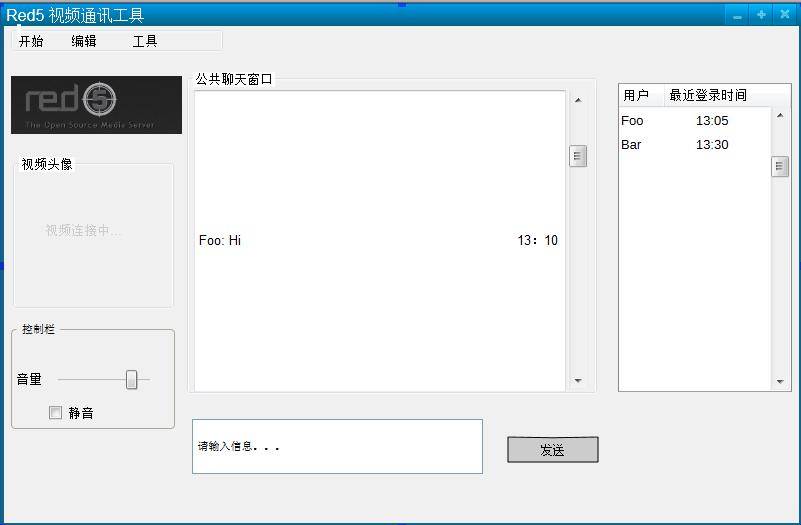 Red5 视频通讯工具
开始 编辑 工具
red5
The Open Source Media Server
视频头像
视频连接中...
控制栏
音量
静音
公共聊天窗口
Foo: Hi 13：10
请输入信息...
发送
用户 最近登录时间
Foo 13:05
Bar 13:30